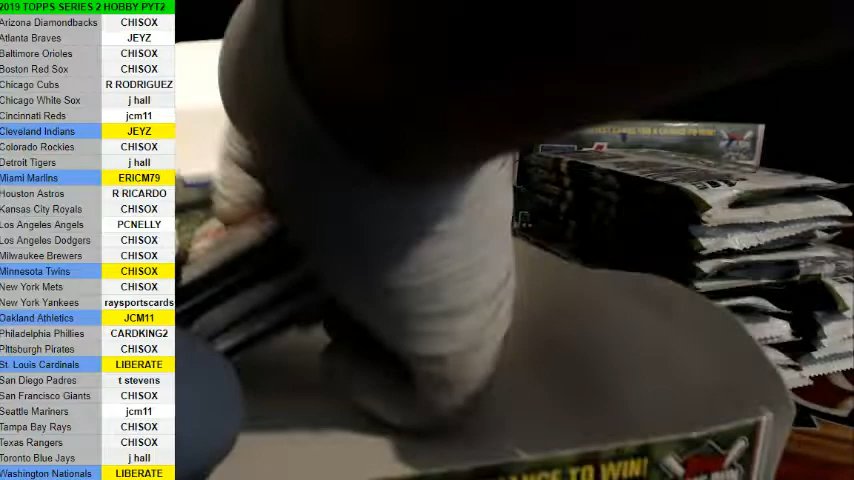 2019 TOPPS SERIES 2 HOBBY PYT2
Arizona Diamondbacks CHISOX
Atlanta Braves JEYZ
Baltimore Orioles CHISOX
Boston Red Sox CHISOX
Chicago Cubs R RODRIGUEZ
Chicago White Sox j hall
Cincinnati Reds jcm11
Cleveland Indians JEYZ
Colorado Rockies CHISOX
Detroit Tigers j hall
Miami Marlins ERICM79
Houston Astros R RICARDO
Kansas City Royals CHISOX
Los Angeles Angels PCNELLY
Los Angeles Dodgers CHISOX
Milwaukee Brewers CHISOX
Minnesota Twins CHISOX
New York Mets CHISOX
New York Yankees raysportscards
Oakland Athletics JCM11
Philadelphia Phillies CARDKING2
Pittsburgh Pirates CHISOX
St. Louis Cardinals LIBERATE
San Diego Padres t stevens
San Francisco Giants CHISOX
Seattle Mariners jcm11
Tampa Bay Rays CHISOX
Texas Rangers CHISOX
Toronto Blue Jays j hall
Washington Nationals LIBERATE
CHANCE TO WIN!